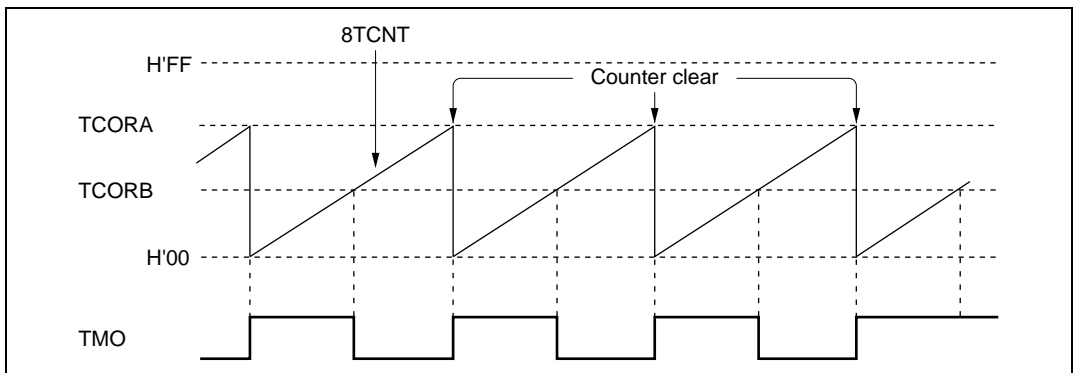 8TCNT
H'FF
Counter clear
TCORA
TCORB
H'00
TMO